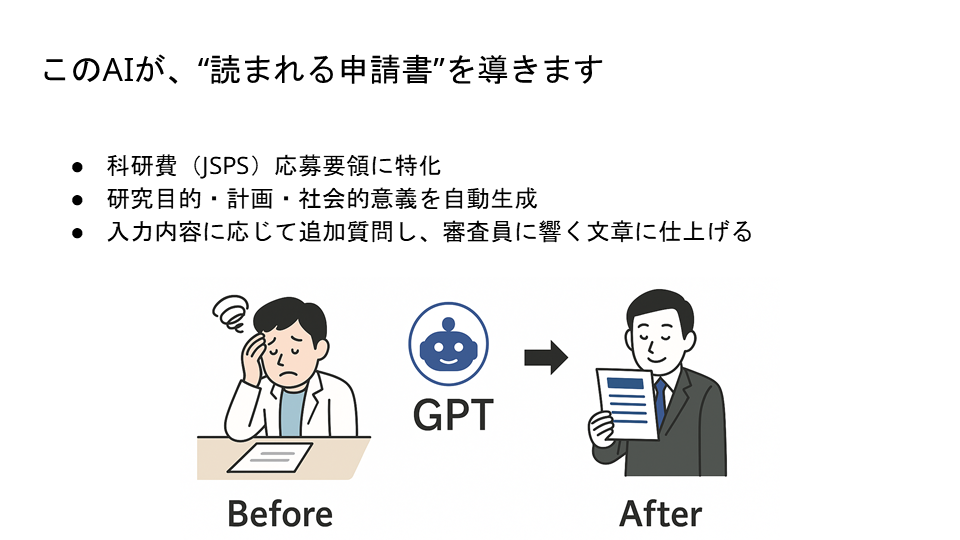 このAIが、“読まれる申請書”を導きます
● 科研費（JSPS）応募要領に特化
● 研究目的・計画・社会的意義を自動生成
● 入力内容に応じて追加質問し、審査員に響く文章に仕上げる
GPT
Before
After